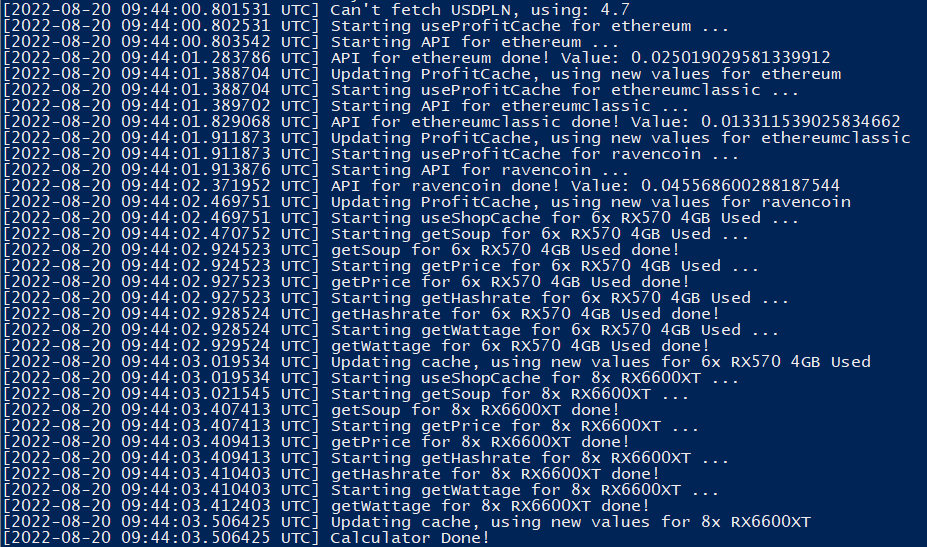 [2022-08-20 09:44:00.801531 UTC] Can't fetch USDPLN, using: 4.7
[2022-08-20 09:44:00.802531 UTC] Starting useProfitCache for ethereum ...
[2022-08-20 09:44:00.803542 UTC] Starting API for ethereum ...
[2022-08-20 09:44:01.283786 UTC] API for ethereum done! Value: 0.025019029581339912
[2022-08-20 09:44:01.388704 UTC] Updating ProfitCache, using new values for ethereum
[2022-08-20 09:44:01.388704 UTC] Starting useProfitCache for ethereumclassic ...
[2022-08-20 09:44:01.389702 UTC] Starting API for ethereumclassic ...
[2022-08-20 09:44:01.829068 UTC] API for ethereumclassic done! Value: 0.013311539025834662
[2022-08-20 09:44:01.911873 UTC] Updating ProfitCache, using new values for ethereumclassic
[2022-08-20 09:44:01.911873 UTC] Starting useProfitCache for ravencoin ...
[2022-08-20 09:44:01.913876 UTC] Starting API for ravencoin ...
[2022-08-20 09:44:02.371952 UTC] API for ravencoin done! Value: 0.045568600288187544
[2022-08-20 09:44:02.469751 UTC] Updating ProfitCache, using new values for ravencoin
[2022-08-20 09:44:02.469751 UTC] Starting useShopCache for 6x RX570 4GB Used ...
[2022-08-20 09:44:02.470752 UTC] Starting getSoup for 6x RX570 4GB Used ...
[2022-08-20 09:44:02.924523 UTC] getSoup for 6x RX570 4GB Used done!
[2022-08-20 09:44:02.924523 UTC] Starting getPrice for 6x RX570 4GB Used ...
[2022-08-20 09:44:02.927523 UTC] getPrice for 6x RX570 4GB Used done!
[2022-08-20 09:44:02.927523 UTC] Starting getHashrate for 6x RX570 4GB Used ...
[2022-08-20 09:44:02.928524 UTC] getHashrate for 6x RX570 4GB Used done!
[2022-08-20 09:44:02.928524 UTC] Starting getWattage for 6x RX570 4GB Used ...
[2022-08-20 09:44:02.929524 UTC] getWattage for 6x RX570 4GB Used done!
[2022-08-20 09:44:03.019534 UTC] Updating cache, using new values for 6x RX570 4GB Used
[2022-08-20 09:44:03.019534 UTC] Starting useShopCache for 8x RX6600XT ...
[2022-08-20 09:44:03.021545 UTC] Starting getSoup for 8x RX6600XT ...
[2022-08-20 09:44:03.407413 UTC] getSoup for 8x RX6600XT done!
[2022-08-20 09:44:03.407413 UTC] Starting getPrice for 8x RX6600XT ...
[2022-08-20 09:44:03.409413 UTC] getPrice for 8x RX6600XT done!
[2022-08-20 09:44:03.409413 UTC] Starting getHashrate for 8x RX6600XT ...
[2022-08-20 09:44:03.410403 UTC] getHashrate for 8x RX6600XT done!
[2022-08-20 09:44:03.410403 UTC] Starting getWattage for 8x RX6600XT ...
[2022-08-20 09:44:03.412403 UTC] getWattage for 8x RX6600XT done!
[2022-08-20 09:44:03.506425 UTC] Updating cache, using new values for 8x RX6600XT
[2022-08-20 09:44:03.506425 UTC] Calculator Done!